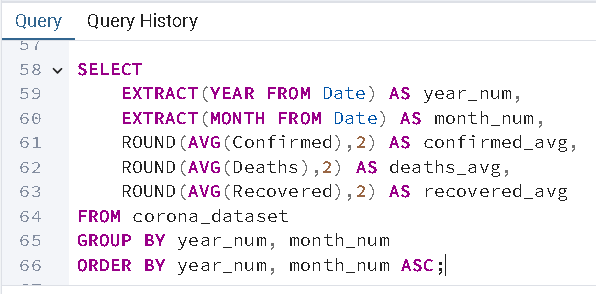 Query Query History
57
58 SELECT
59 EXTRACT(YEAR FROM Date) AS year_num,
60 EXTRACT(MONTH FROM Date) AS month_num,
61 ROUND(AVG(Confirmed),2) AS confirmed_avg,
62 ROUND(AVG(Deaths),2) AS deaths_avg,
63 ROUND(AVG(Recovered),2) AS recovered_avg
64 FROM corona_dataset
65 GROUP BY year_num, month_num
66 ORDER BY year_num, month_num ASC;